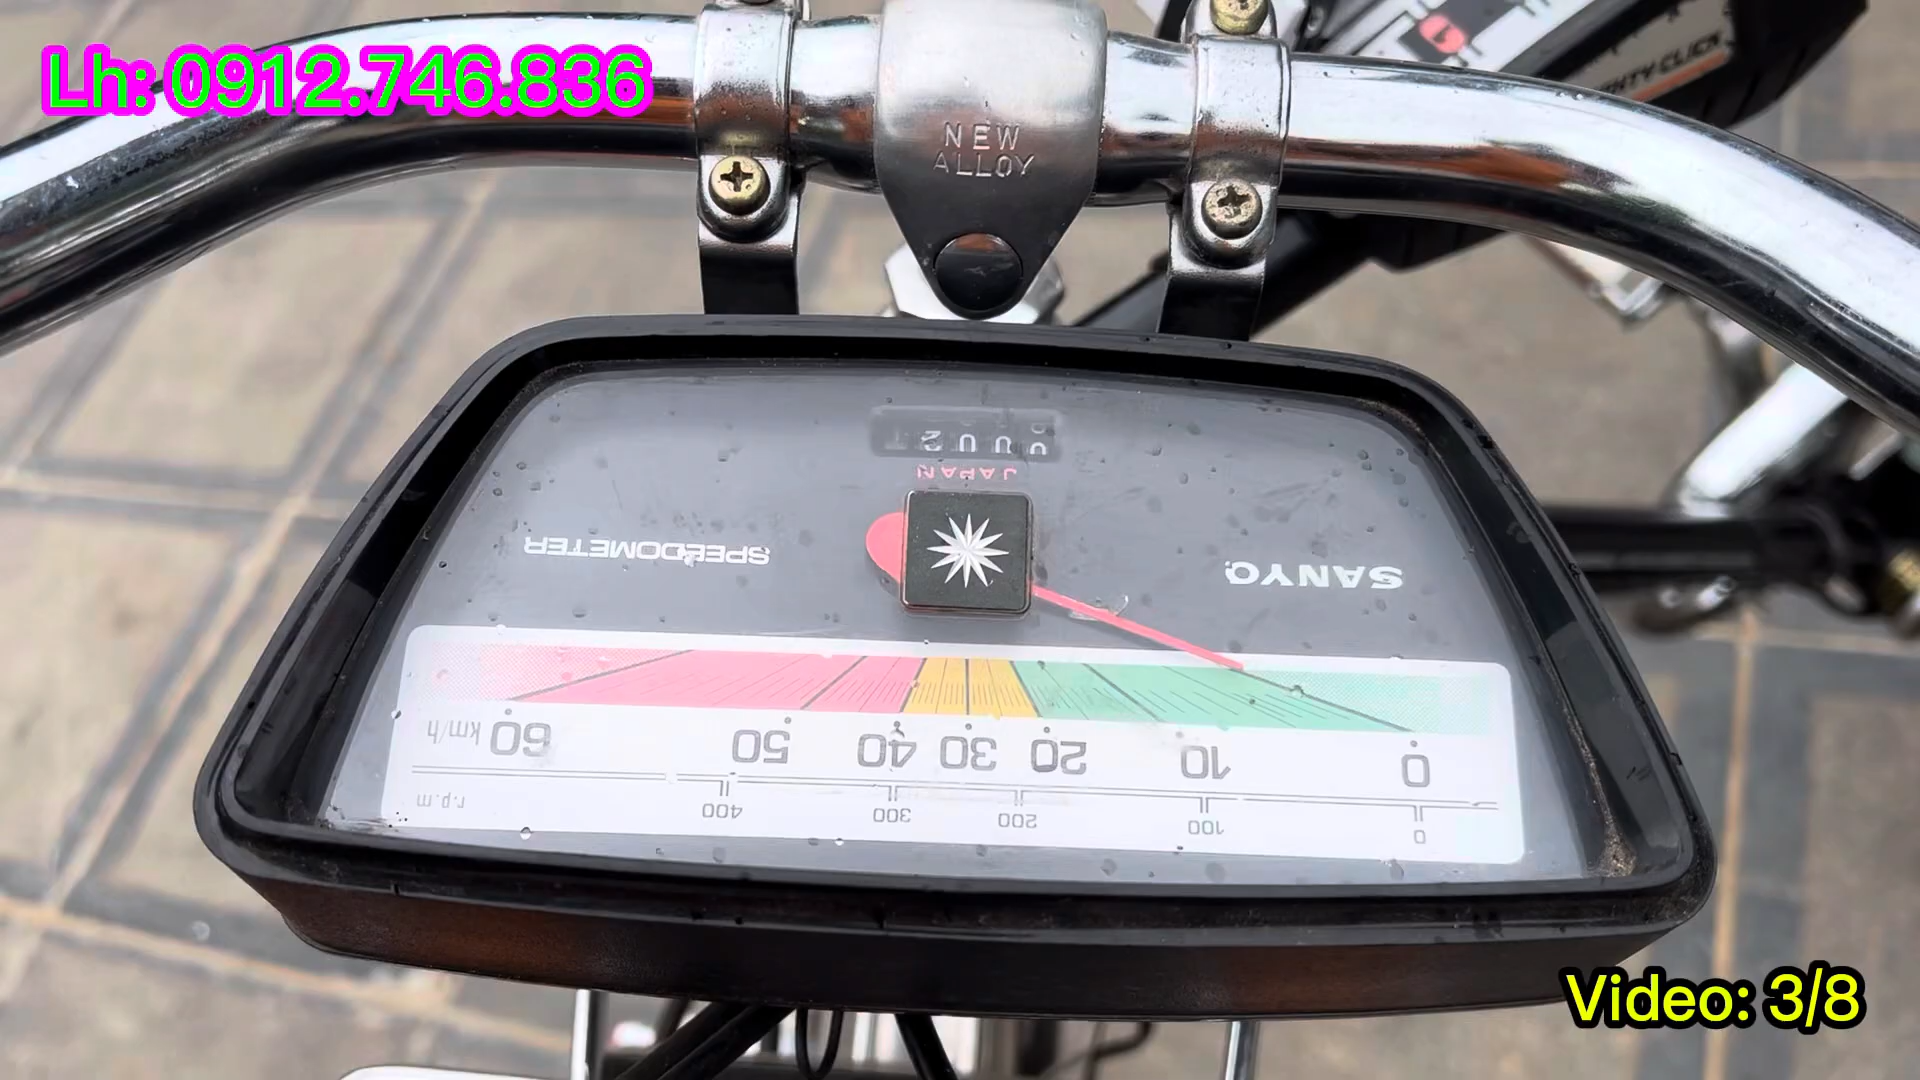 Lh: 0912.746.836
NEW
ALLOY
JAPAN
SPEEDOMETER
SANYO
60 km/h 50 40 30 20 10 0
r.p.m 400 300 200 100 0
Video: 3/8